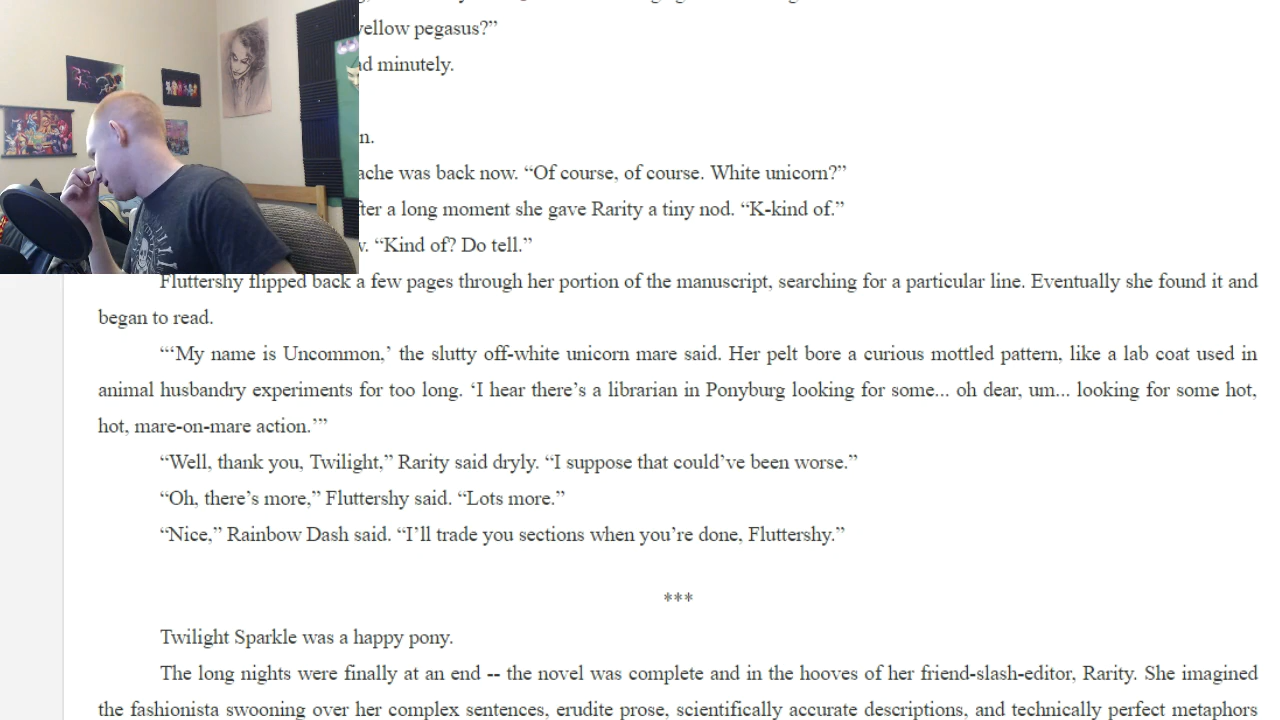 yellow pegasus?”
minutely.
was back now. “Of course, of course. White unicorn?”
a long moment she gave Rarity a tiny nod. “K-kind of.”
“Kind of? Do tell.”
Fluttershy flipped back a few pages through her portion of the manuscript, searching for a particular line. Eventually she found it and
began to read.
“‘My name is Uncommon,’ the slutty off-white unicorn mare said. Her pelt bore a curious mottled pattern, like a lab coat used in
animal husbandry experiments for too long. ‘I hear there’s a librarian in Ponyburg looking for some... oh dear, um... looking for some hot,
hot, mare-on-mare action.’”
“Well, thank you, Twilight,” Rarity said dryly. “I suppose that could’ve been worse.”
“Oh, there’s more,” Fluttershy said. “Lots more.”
“Nice,” Rainbow Dash said. “I’ll trade you sections when you’re done, Fluttershy.”
***
Twilight Sparkle was a happy pony.
The long nights were finally at an end -- the novel was complete and in the hooves of her friend-slash-editor, Rarity. She imagined
the fashionista swooning over her complex sentences, erudite prose, scientifically accurate descriptions, and technically perfect metaphors